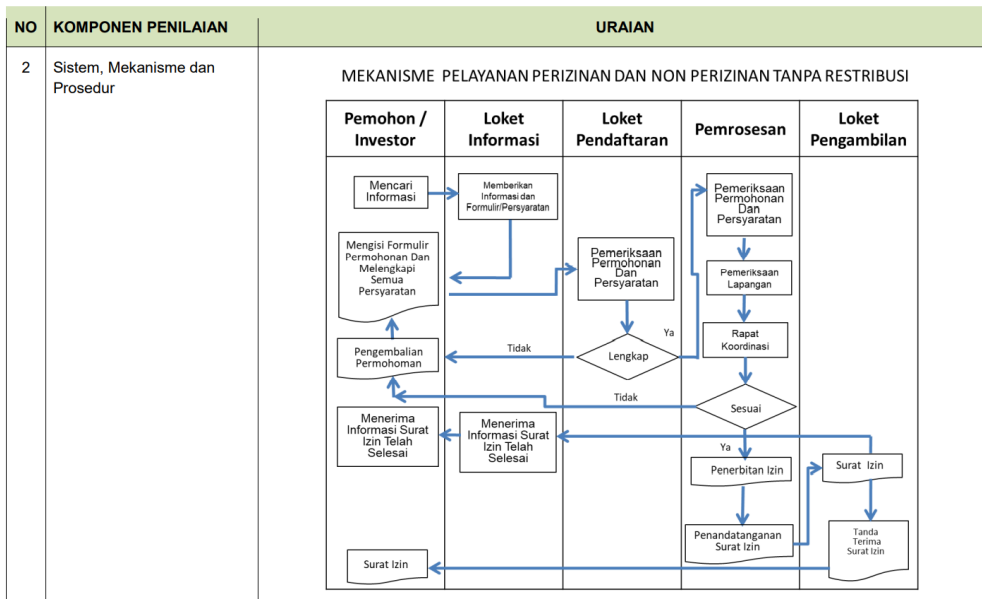 NO
KOMPONEN PENILAIAN
URAIAN
2
Sistem, Mekanisme dan
Prosedur
MEKANISME PELAYANAN PERIZINAN DAN NON PERIZINAN TANPA RESTRIBUSI
Pemohon /
Investor
Loket
Informasi
Loket
Pendaftaran
Pemrosesan
Loket
Pengambilan
Mencari
Informasi
Memberikan
Informasi dan
Formulir/Persyaratan
Pemeriksaan
Permohonan
Dan
Persyaratan
Mengisi Formulir
Permohonan Dan
Melengkapi
Semua
Persyaratan
Pemeriksaan
Permohonan
Dan
Persyaratan
Pemeriksaan
Lapangan
Rapat
Koordinasi
Ya
Pengembalian
Permohoman
Tidak
Lengkap
Tidak
Sesuai
Menerima
Informasi Surat
Izin Telah
Selesai
Menerima
Informasi Surat
Izin Telah
Selesai
Ya
Penerbitan Izin
Surat Izin
Penandatanganan
Surat Izin
Tanda
Terima
Surat Izin
Surat Izin